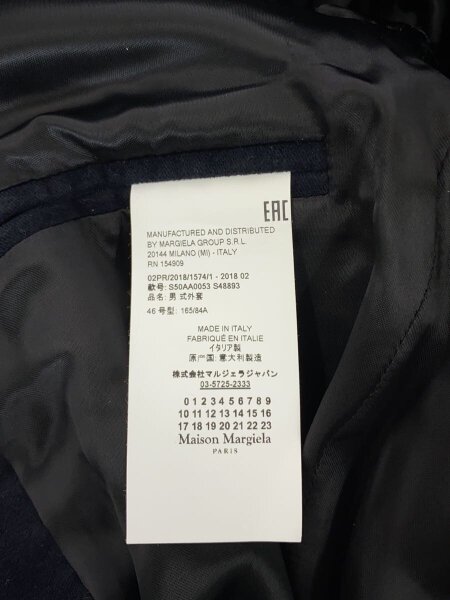 EAC
MANUFACTURED AND DISTRIBUTED
BY MARGIELA GROUP S.R.L.
20144 MILANO (MI) - ITALY
RN 154909
02PR/2018/1574/1 - 2018 02
款号: S50AA0053 S48893
品名: 男 式外套
46 号型: 165/84A
MADE IN ITALY
FABRIQUÉ EN ITALIE
イタリア製
原产国: 意大利製造
株式会社マルジェラジャパン
03-5725-2333
0 1 2 3 4 5 6 7 8 9
10 11 12 13 14 15 16
17 18 19 20 21 22 23
Maison Margiela
PARIS